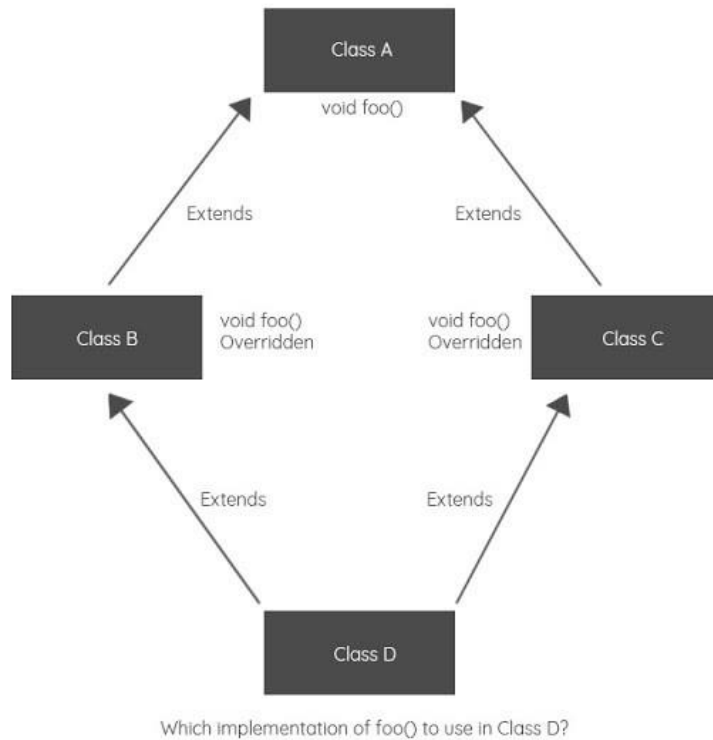 Class A
void foo()
Extends
Extends
Class B
void foo()
Overridden
void foo()
Overridden
Class C
Extends
Extends
Class D
Which implementation of foo() to use in Class D?